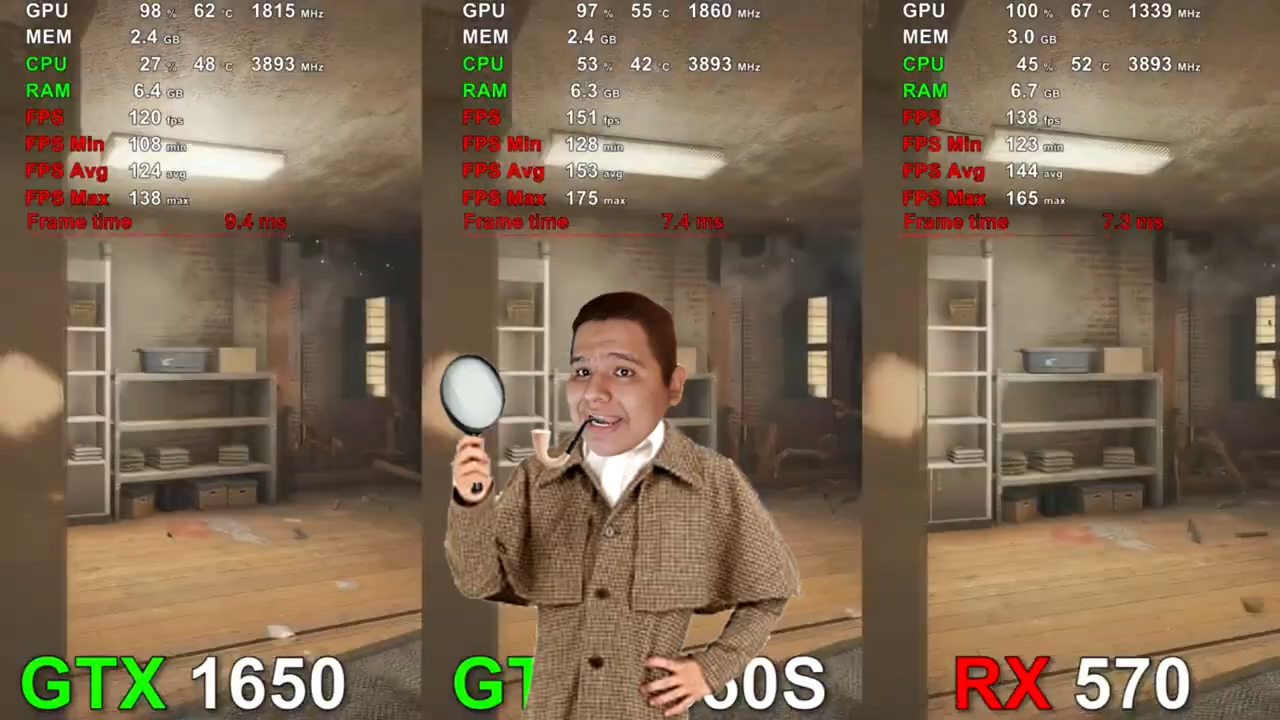 GPU 98 % 62 °C 1815 MHz
MEM 2.4 GB
CPU 27 % 48 °C 3893 MHz
RAM 6.4 GB
FPS 120 fps
FPS Min 108 min
FPS Avg 124 avg
FPS Max 138 max
Frame time 9.4 ms
GTX 1650
GPU 97 % 55 °C 1860 MHz
MEM 2.4 GB
CPU 53 % 42 °C 3893 MHz
RAM 6.3 GB
FPS 151 fps
FPS Min 128 min
FPS Avg 153 avg
FPS Max 175 max
Frame time 7.4 ms
GT 50S
GPU 100 % 67 °C 1339 MHz
MEM 3.0 GB
CPU 45 % 52 °C 3893 MHz
RAM 6.7 GB
FPS 138 fps
FPS Min 123 min
FPS Avg 144 avg
FPS Max 165 max
Frame time 7.3 ms
RX 570